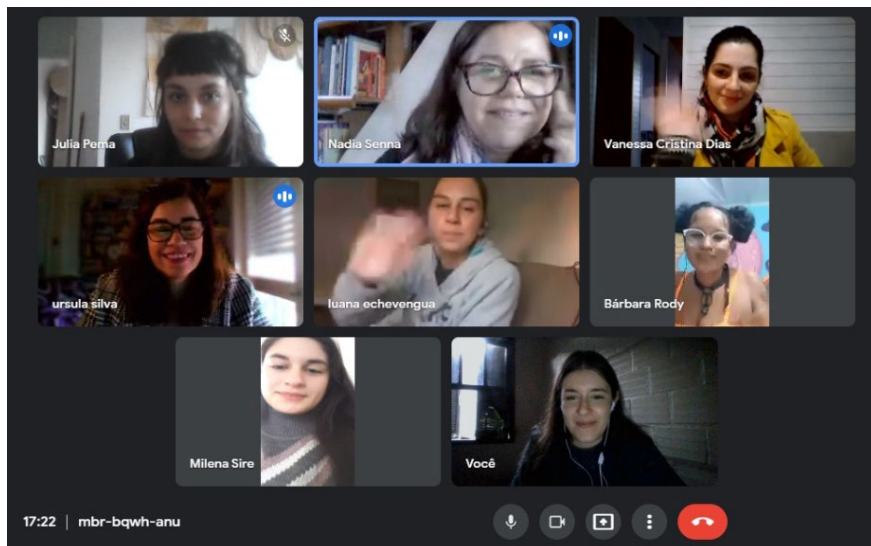 Julia Pema
Nadia Senna
Vanessa Cristina Dias
ursula silva
luana echevengua
Bárbara Rody
Milena Sire
Você
17:22 | mbr-bqwh-anu